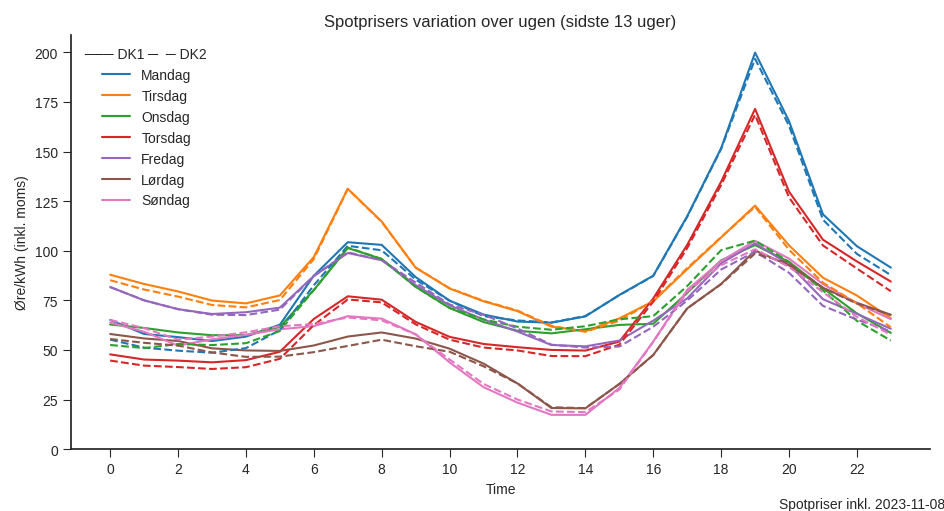 Spotprisers variation over ugen (sidste 13 uger)
DK1 DK2
Mandag
Tirsdag
Onsdag
Torsdag
Fredag
Lørdag
Søndag
Øre/kWh (inkl. moms)
200
175
150
125
100
75
50
25
0
0 2 4 6 8 10 12 14 16 18 20 22
Time
Spotpriser inkl. 2023-11-08